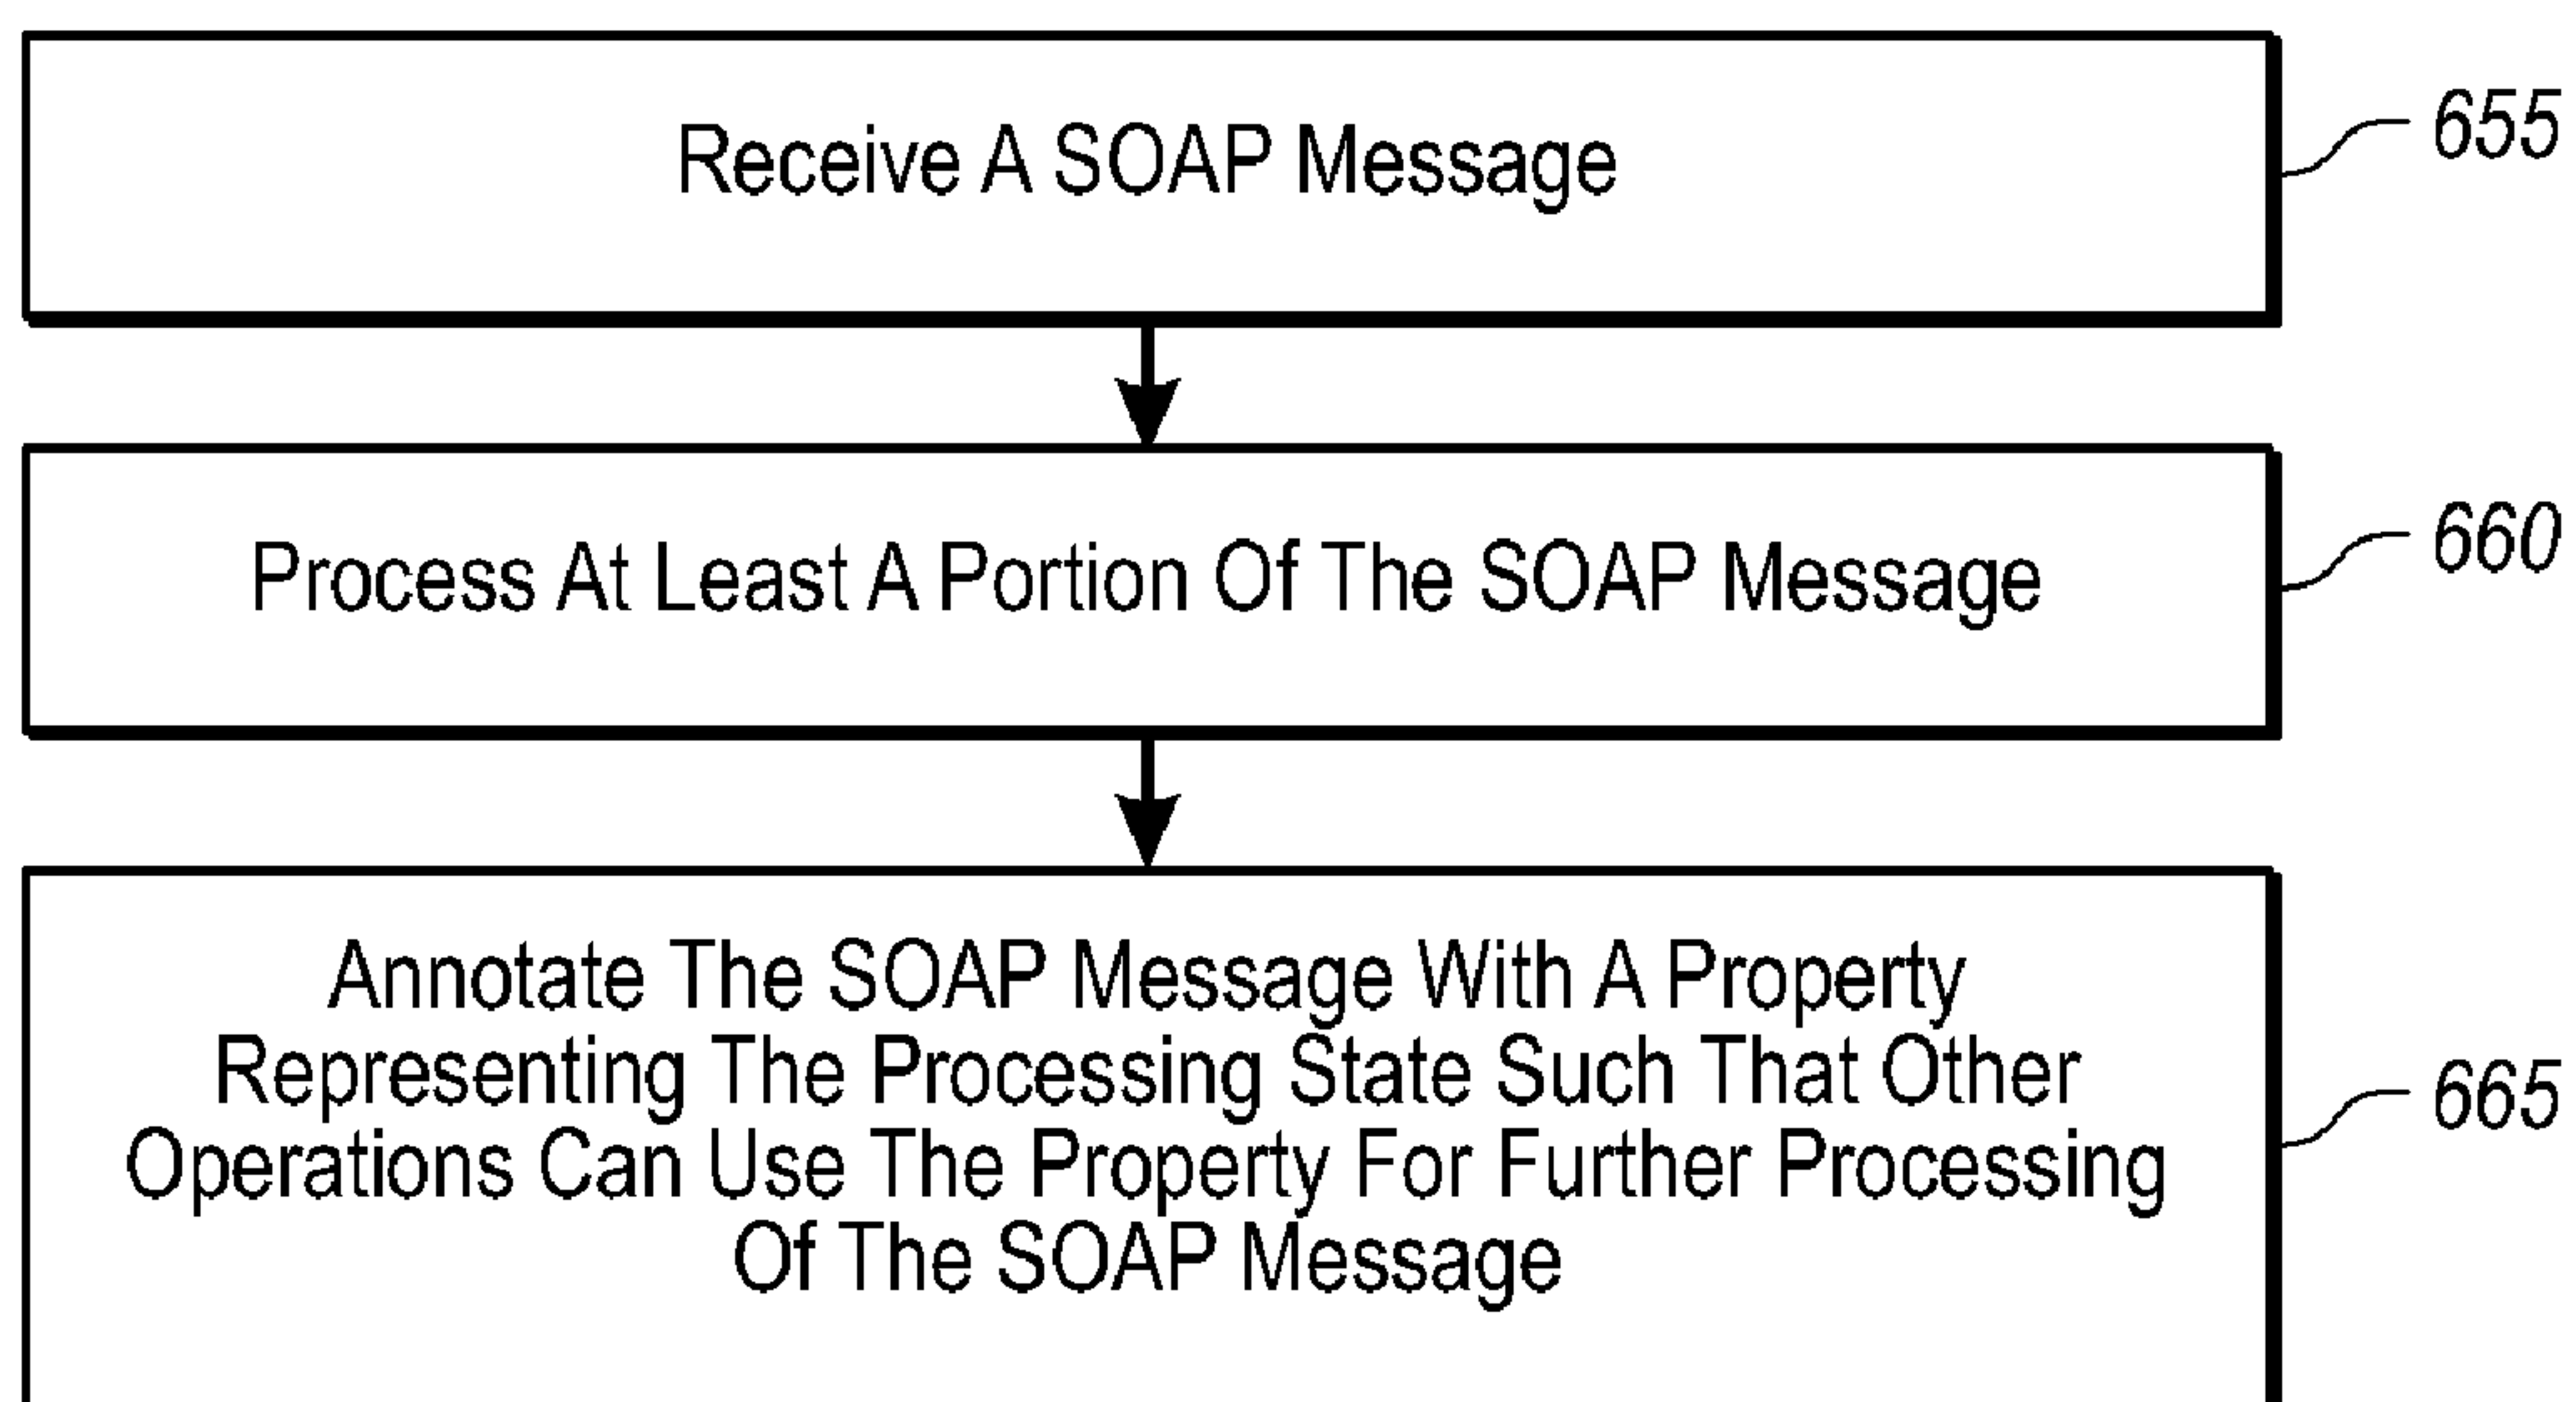 Receive A SOAP Message
655
Process At Least A Portion Of The SOAP Message
660
Annotate The SOAP Message With A Property
Representing The Processing State Such That Other
Operations Can Use The Property For Further Processing
Of The SOAP Message
665